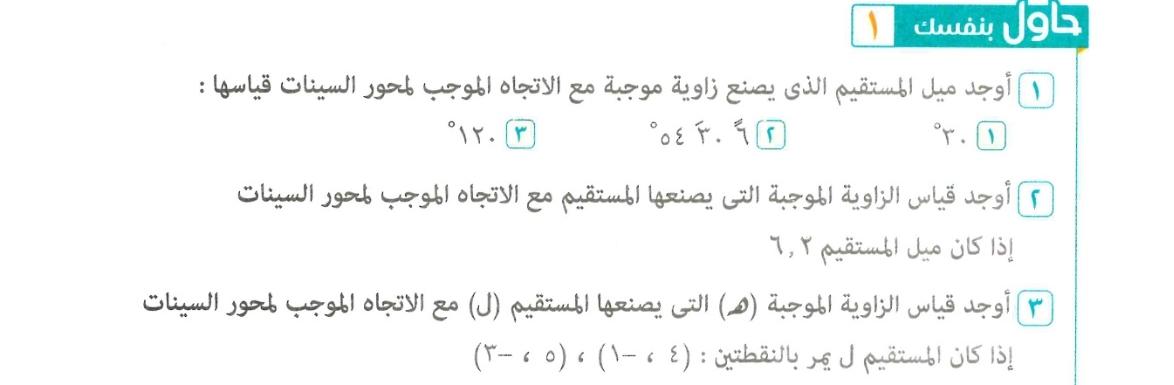 حاول بنفسك ١
١ أوجد ميل المستقيم الذى يصنع زاوية موجبة مع الاتجاه الموجب لمحور السينات قياسها :
١ ٣٠° ٢ ٦ً ٣٠َ ٥٤° ٣ ١٢٠°
٢ أوجد قياس الزاوية الموجبة التى يصنعها المستقيم مع الاتجاه الموجب لمحور السينات
إذا كان ميل المستقيم ٦,٢
٣ أوجد قياس الزاوية الموجبة (هـ) التى يصنعها المستقيم (ل) مع الاتجاه الموجب لمحور السينات
إذا كان المستقيم ل يمر بالنقطتين : (٤ ، -١) ، (٥ ، -٣)